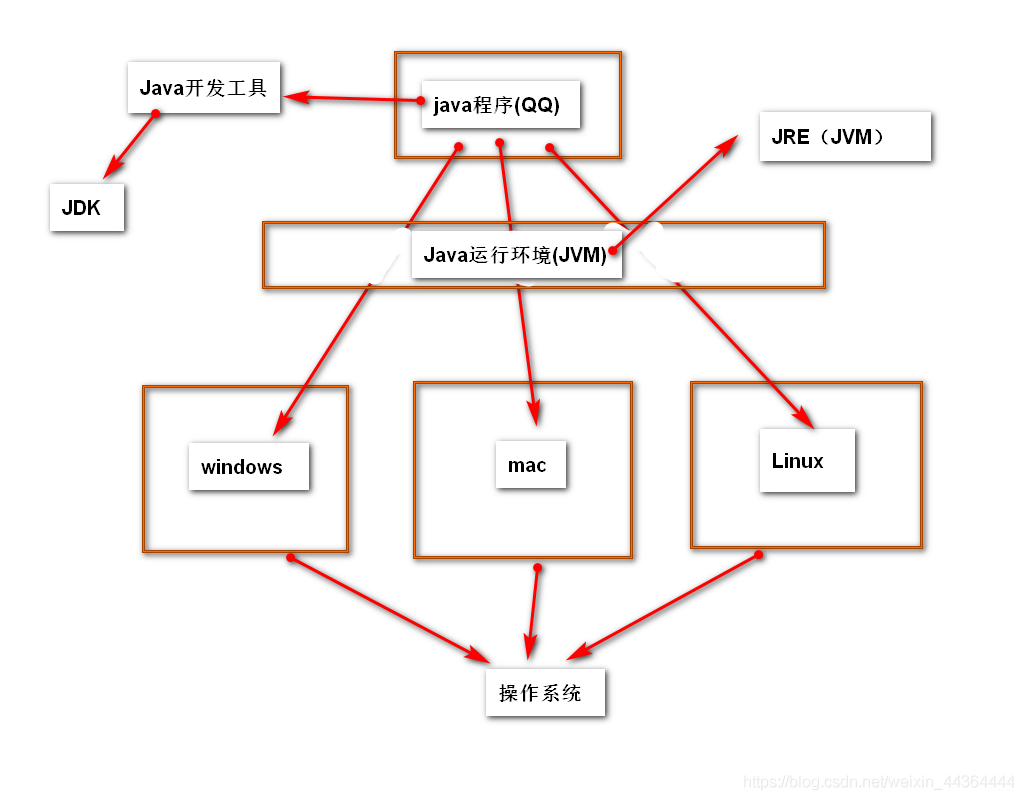 Java开发工具
java程序(QQ)
JRE（JVM）
JDK
Java运行环境(JVM)
windows
mac
Linux
操作系统
https://blog.csdn.net/weixin_44364444